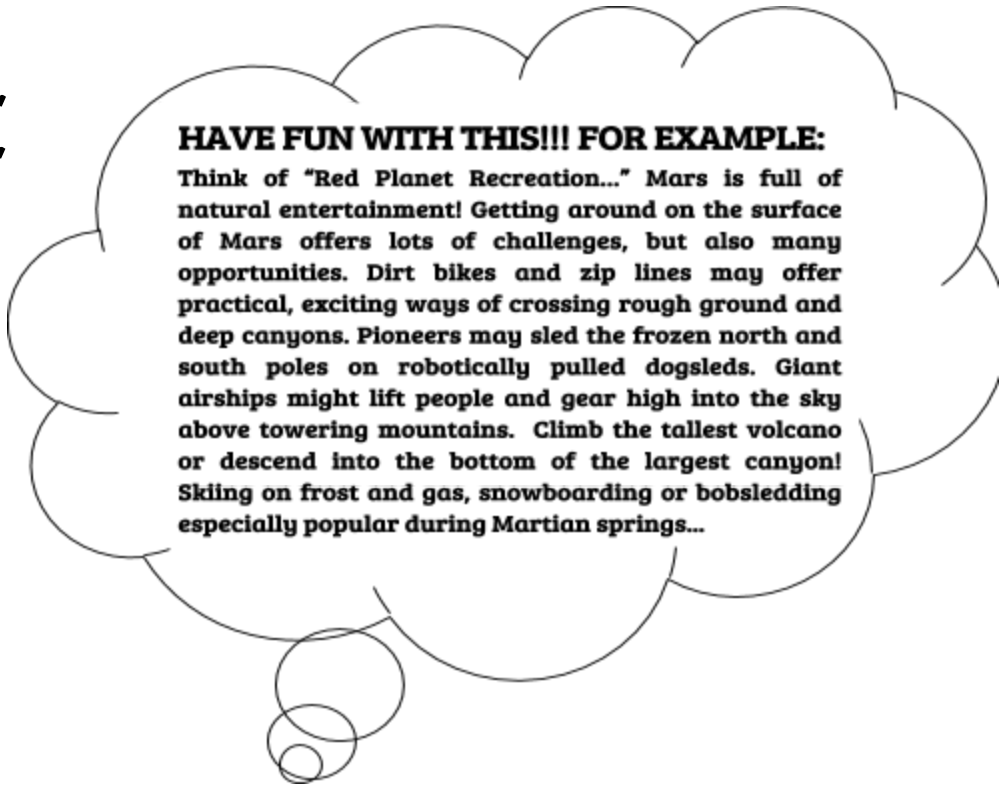 HAVE FUN WITH THIS!!! FOR EXAMPLE:
Think of “Red Planet Recreation...” Mars is full of
natural entertainment! Getting around on the surface
of Mars offers lots of challenges, but also many
opportunities. Dirt bikes and zip lines may offer
practical, exciting ways of crossing rough ground and
deep canyons. Pioneers may sled the frozen north and
south poles on robotically pulled dogsleds. Giant
airships might lift people and gear high into the sky
above towering mountains.  Climb the tallest volcano
or descend into the bottom of the largest canyon!
Skiing on frost and gas, snowboarding or bobsledding
especially popular during Martian springs...